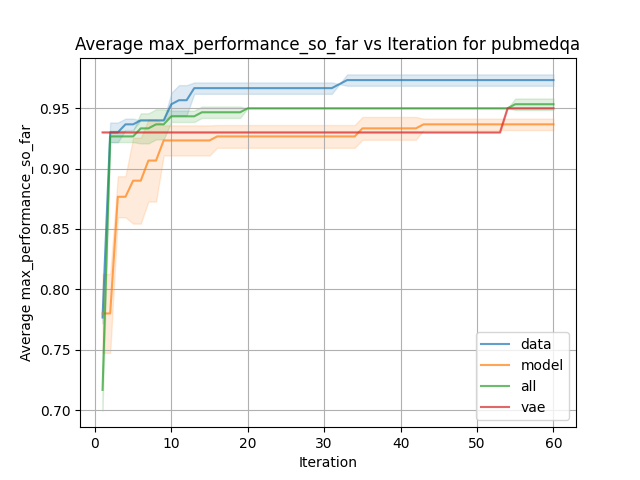 Average max_performance_so_far vs Iteration for pubmedqa
Average max_performance_so_far
0.95
0.90
0.85
0.80
0.75
0.70
0
10
20
30
40
50
60
Iteration
data
model
all
vae